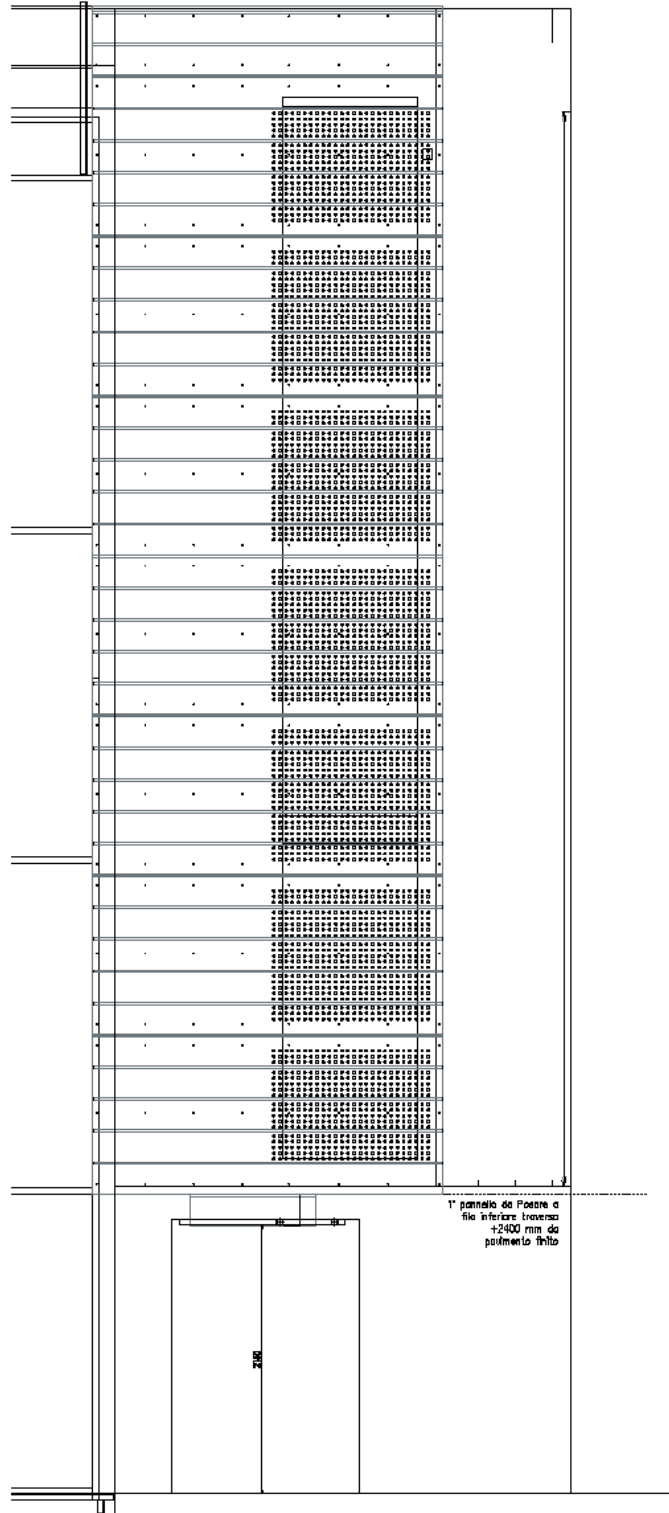 1° pannello da Posare a
filo inferiore traverso
+2400 mm da
pavimento finito